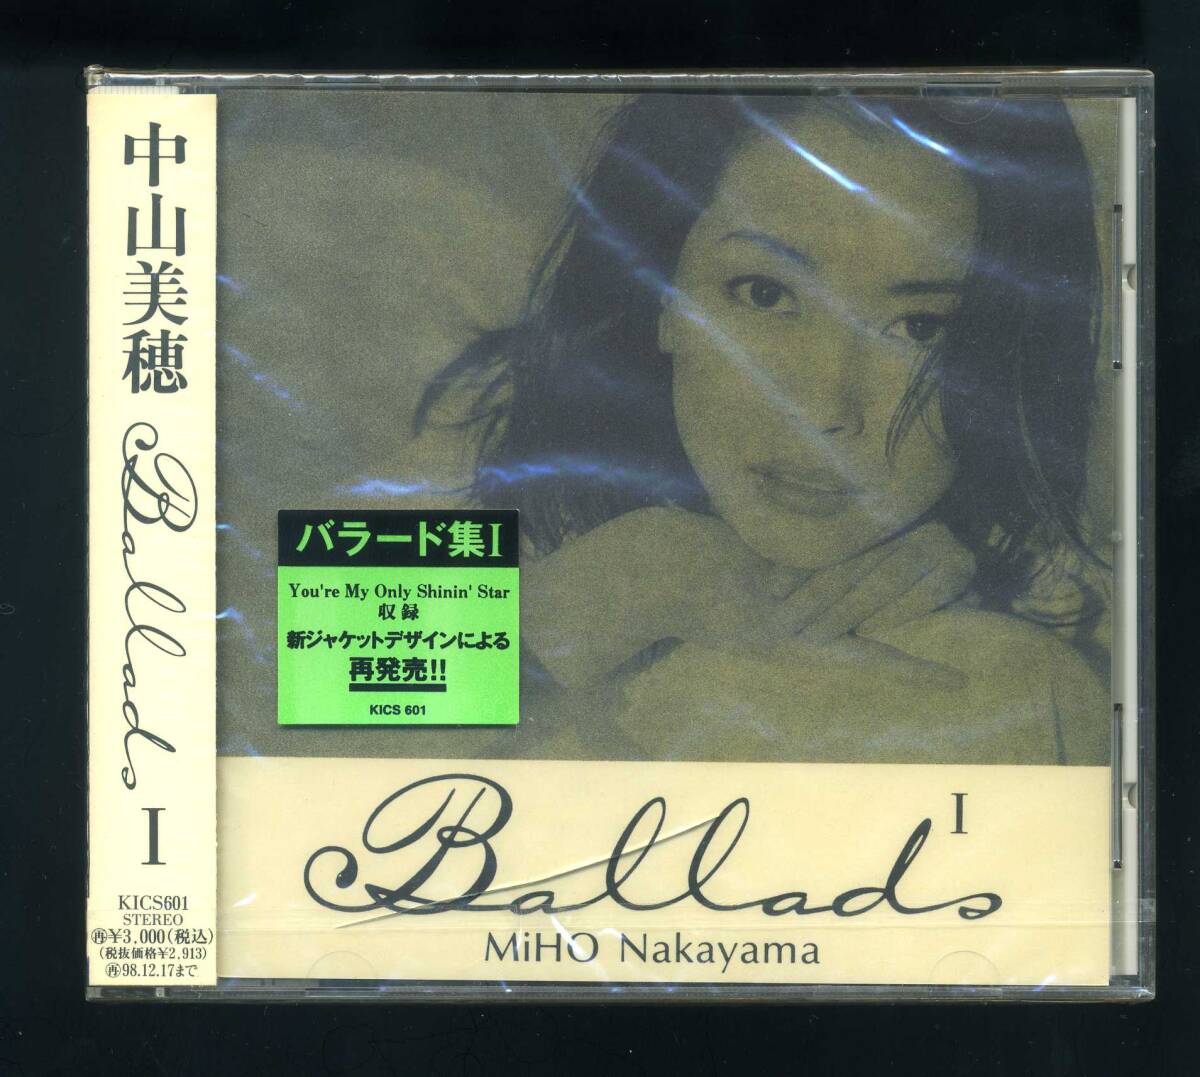 中山美穂
Ballads
I
KICS601
STEREO
㊢¥3,000(税込)
(税抜価格¥2,913)
㊢98.12.17まで
バラード集I
You're My Only Shinin' Star
収録
新ジャケットデザインによる
再発売!!
KICS 601
Ballads I
MiHO Nakayama